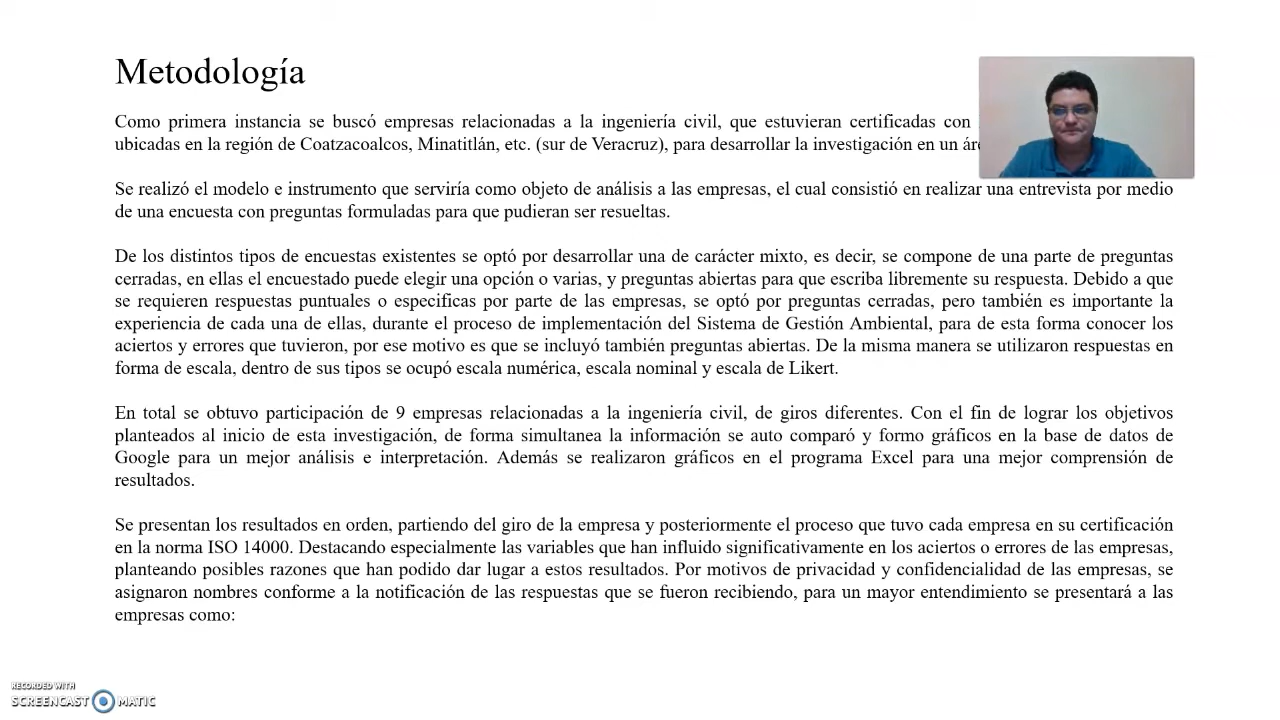 Metodología
Como primera instancia se buscó empresas relacionadas a la ingeniería civil, que estuvieran certificadas con
ubicadas en la región de Coatzacoalcos, Minatitlán, etc. (sur de Veracruz), para desarrollar la investigación en un
Se realizó el modelo e instrumento que serviría como objeto de análisis a las empresas, el cual consistió en realizar una entrevista por medio
de una encuesta con preguntas formuladas para que pudieran ser resueltas.
De los distintos tipos de encuestas existentes se optó por desarrollar una de carácter mixto, es decir, se compone de una parte de preguntas
cerradas, en ellas el encuestado puede elegir una opción o varias, y preguntas abiertas para que escriba libremente su respuesta. Debido a que
se requieren respuestas puntuales o especificas por parte de las empresas, se optó por preguntas cerradas, pero también es importante la
experiencia de cada una de ellas, durante el proceso de implementación del Sistema de Gestión Ambiental, para de esta forma conocer los
aciertos y errores que tuvieron, por ese motivo es que se incluyó también preguntas abiertas. De la misma manera se utilizaron respuestas en
forma de escala, dentro de sus tipos se ocupó escala numérica, escala nominal y escala de Likert.
En total se obtuvo participación de 9 empresas relacionadas a la ingeniería civil, de giros diferentes. Con el fin de lograr los objetivos
planteados al inicio de esta investigación, de forma simultanea la información se auto comparó y formo gráficos en la base de datos de
Google para un mejor análisis e interpretación. Además se realizaron gráficos en el programa Excel para una mejor comprensión de
resultados.
Se presentan los resultados en orden, partiendo del giro de la empresa y posteriormente el proceso que tuvo cada empresa en su certificación
en la norma ISO 14000. Destacando especialmente las variables que han influido significativamente en los aciertos o errores de las empresas,
planteando posibles razones que han podido dar lugar a estos resultados. Por motivos de privacidad y confidencialidad de las empresas, se
asignaron nombres conforme a la notificación de las respuestas que se fueron recibiendo, para un mayor entendimiento se presentará a las
empresas como:
RECORDED WITH
SCREENCAST MATIC